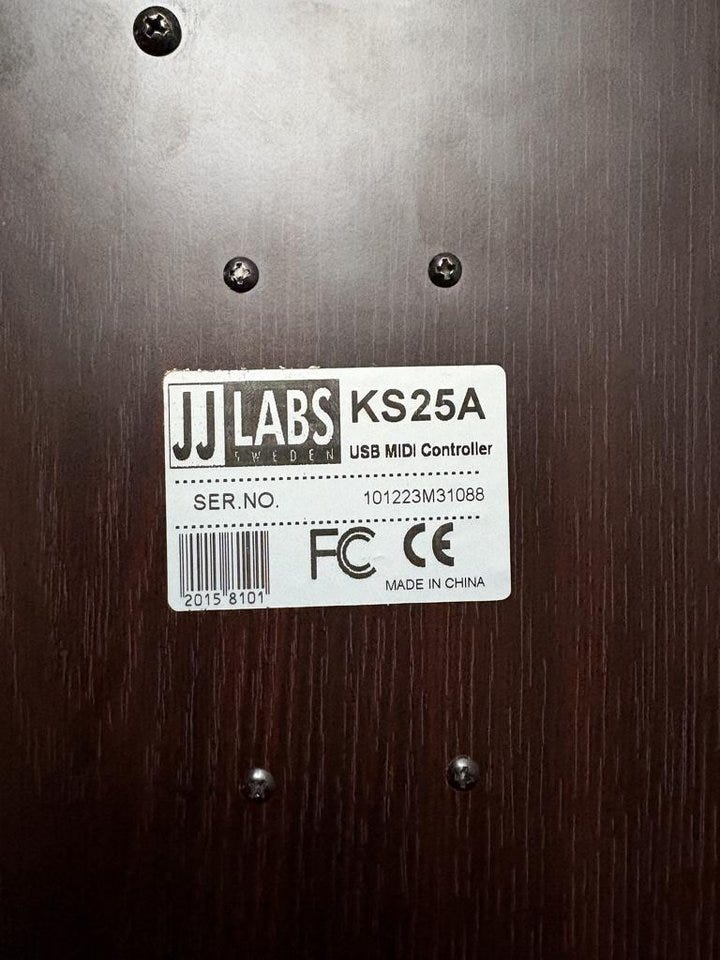 JJ LABS
SWEDEN
KS25A
USB MIDI Controller
SER.NO. 101223M31088
2015 8101
FC CE
MADE IN CHINA